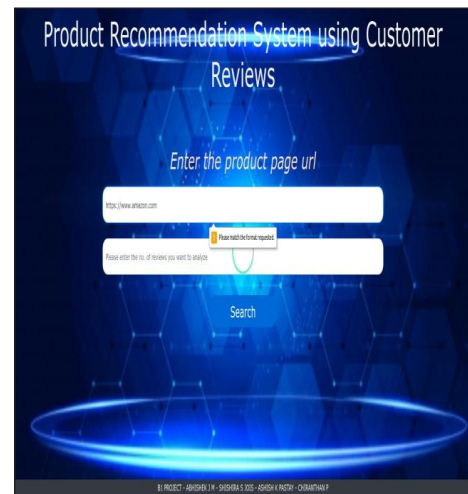 Product Recommendation System using Customer
Reviews
Enter the product page url
https://www.amazon.com
Please match the format requested.
Please enter the no. of reviews you want to analyze
Search
B1 PROJECT - ABHISHEK J M - SHISHIRA S JOIS - ASHISH K PASTAY - CHIRANTHAN P